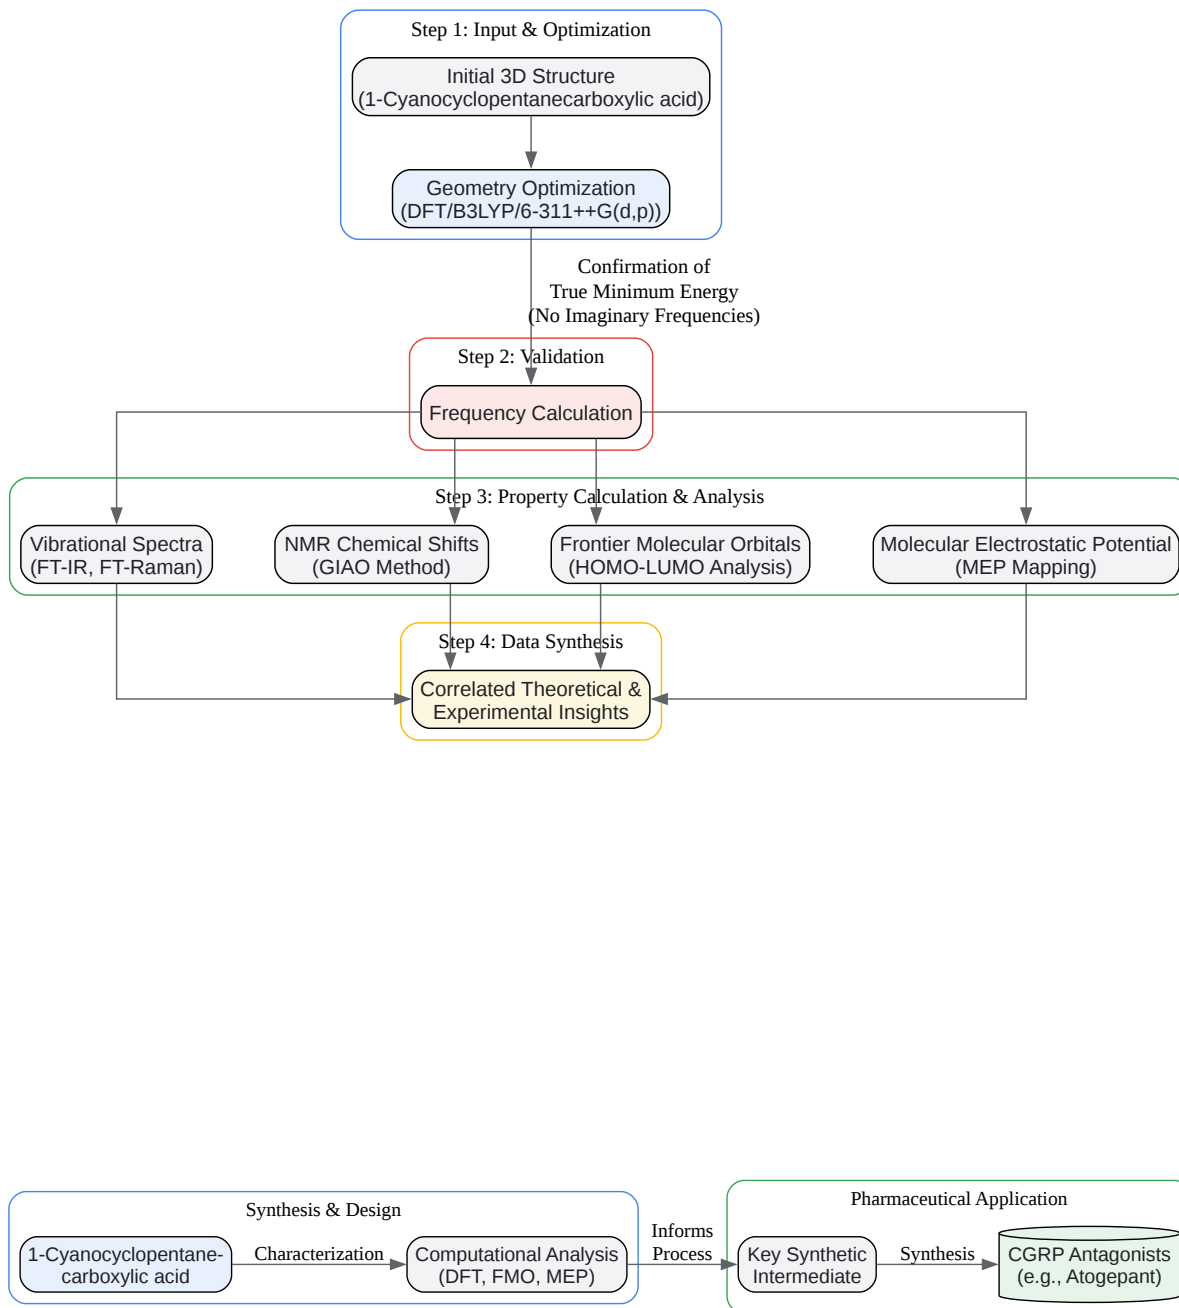 Step 1: Input & Optimization
Initial 3D Structure
(1-Cyanocyclopentanecarboxylic acid)
Geometry Optimization
(DFT/B3LYP/6-311++G(d,p))
Confirmation of
True Minimum Energy
(No Imaginary Frequencies)
Step 2: Validation
Frequency Calculation
Step 3: Property Calculation & Analysis
Vibrational Spectra
(FT-IR, FT-Raman)
NMR Chemical Shifts
(GIAO Method)
Frontier Molecular Orbitals
(HOMO-LUMO Analysis)
Molecular Electrostatic Potential
(MEP Mapping)
Step 4: Data Synthesis
Correlated Theoretical &
Experimental Insights
Synthesis & Design
1-Cyanocyclopentane-
carboxylic acid
Characterization
Computational Analysis
(DFT, FMO, MEP)
Informs
Process
Pharmaceutical Application
Key Synthetic
Intermediate
Synthesis
CGRP Antagonists
(e.g., Atogepant)